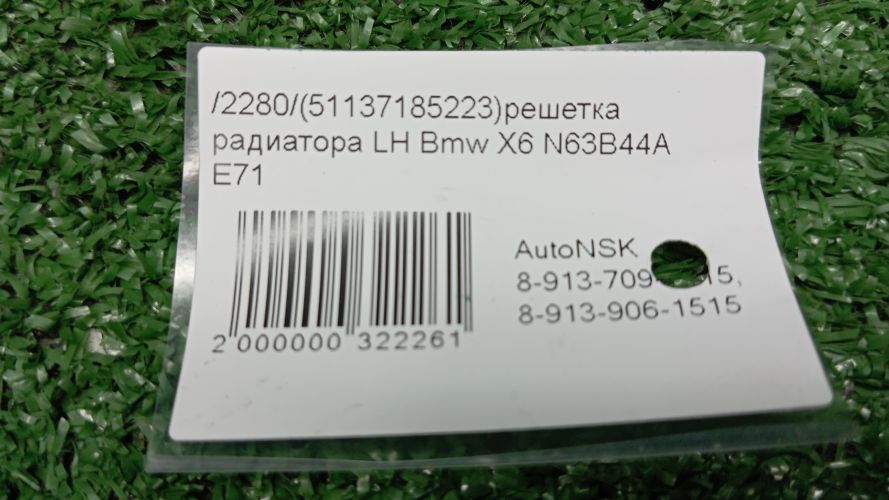 /2280/(51137185223)решетка
радиатора LH Bmw X6 N63B44A
E71
AutoNSK
8-913-709- 15,
8-913-906-1515
2 000000 322261